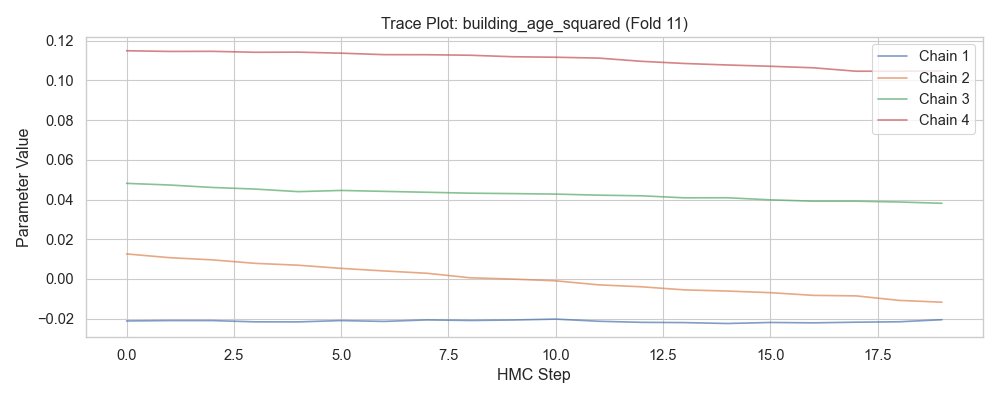 Trace Plot: building_age_squared (Fold 11)
Parameter Value
0.12
0.10
0.08
0.06
0.04
0.02
0.00
−0.02
Chain 1
Chain 2
Chain 3
Chain 4
0.0 2.5 5.0 7.5 10.0 12.5 15.0 17.5
HMC Step